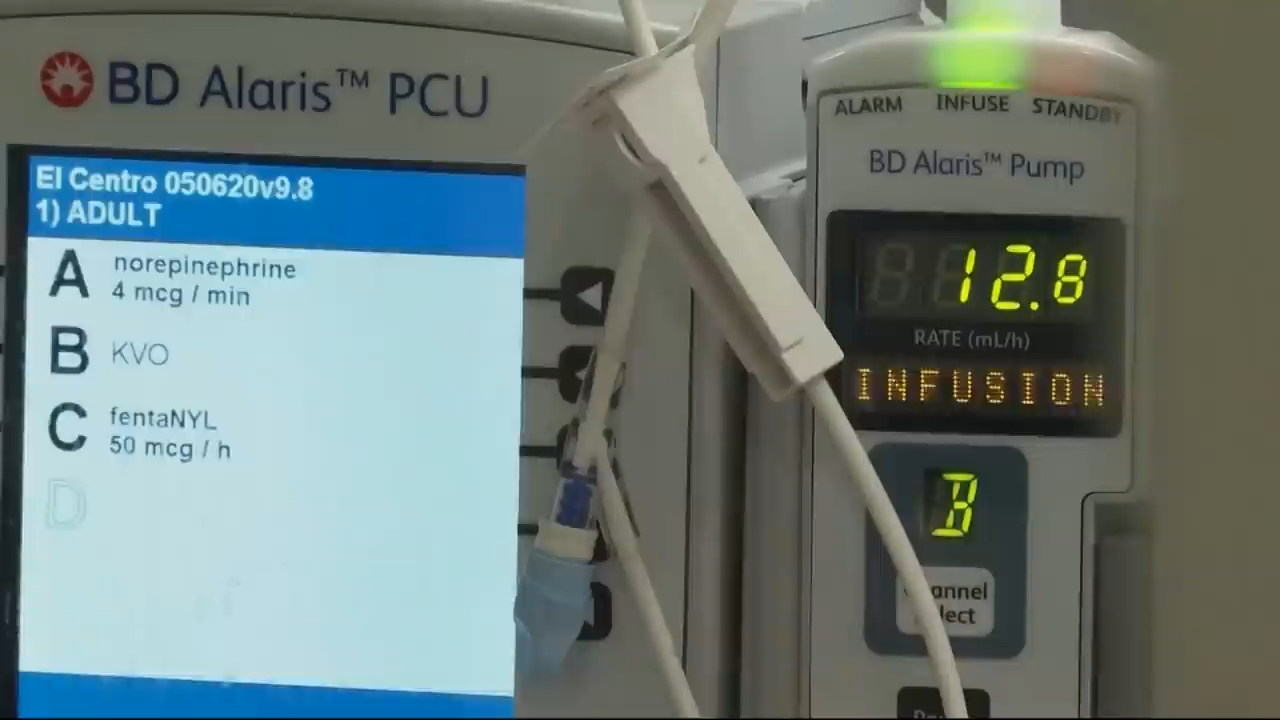 BD Alaris™ PCU
El Centro 050620v9.8
1) ADULT
A norepinephrine
4 mcg / min
B KVO
C fentaNYL
50 mcg / h
D
ALARM INFUSE STANDBY
BD Alaris™ Pump
12.8
RATE (mL/h)
INFUSION
B